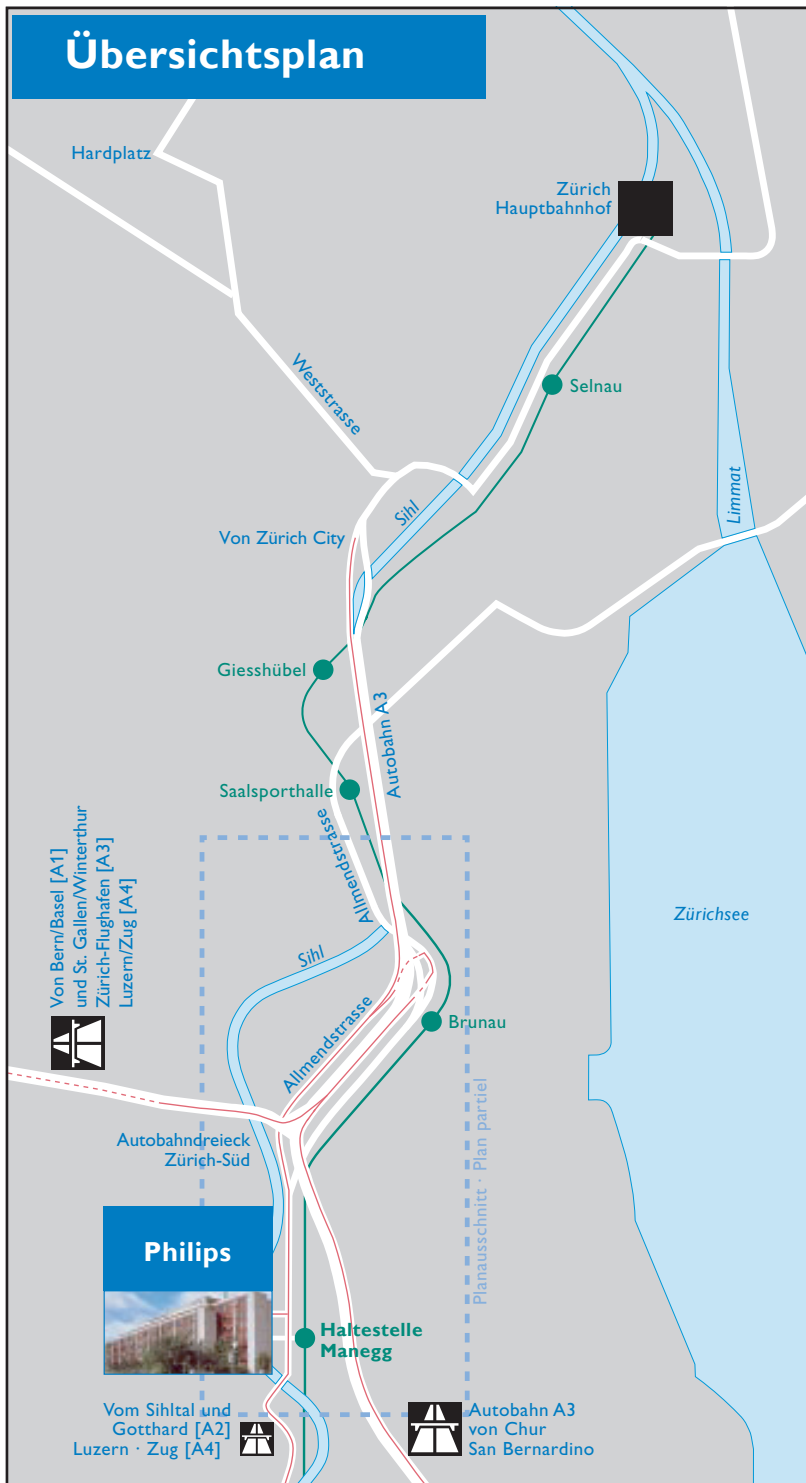 Übersichtsplan
Hardplatz
Zürich
Hauptbahnhof
Weststrasse
Selnau
Limmat
Sihl
Von Zürich City
Giesshübel
Autobahn A3
Saalsporthalle
Allmendstrasse
Von Bern/Basel [A1]
und St. Gallen/Winterthur
Zürich-Flughafen [A3]
Luzern/Zug [A4]
Zürichsee
Sihl
Allmendstrasse
Brunau
Autobahndreieck
Zürich-Süd
Planausschnitt · Plan partiel
Philips
Haltestelle
Manegg
Vom Sihltal und
Gotthard [A2]
Luzern · Zug [A4]
Autobahn A3
von Chur
San Bernardino